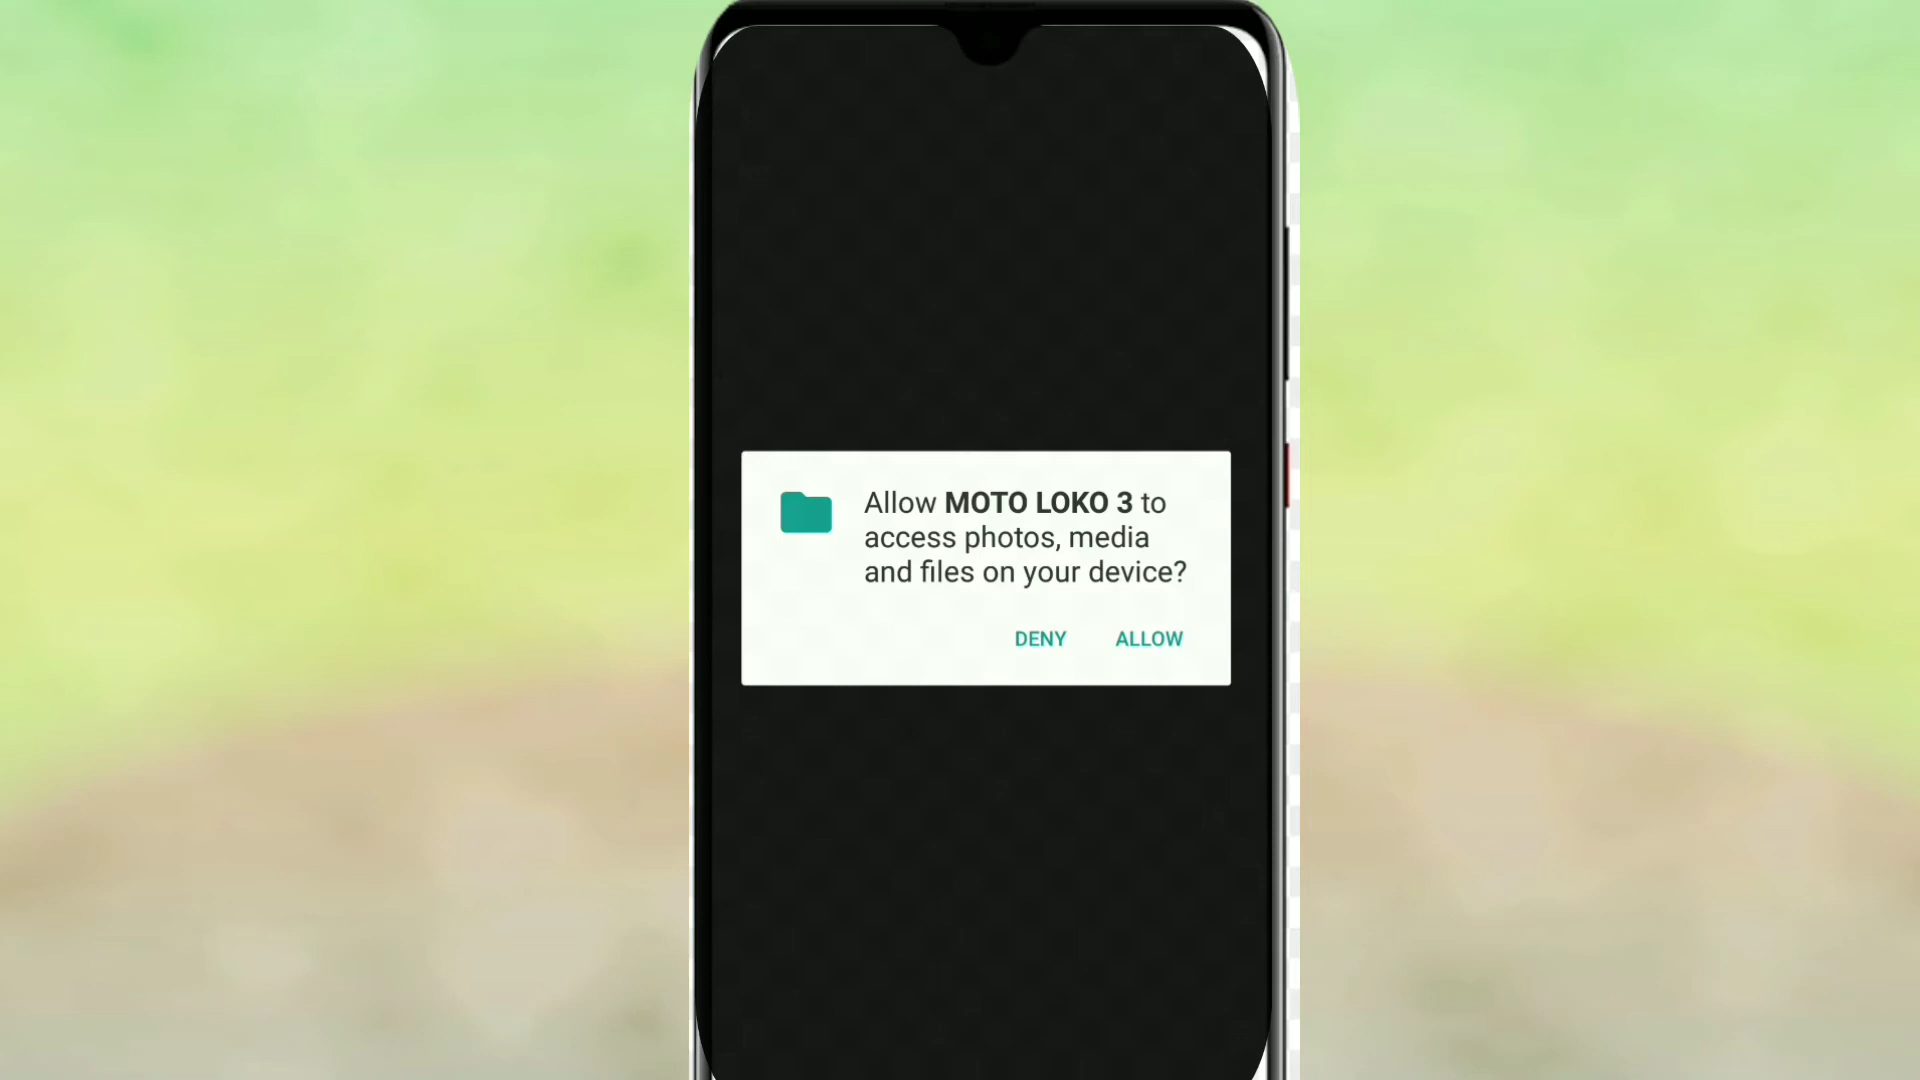 Allow MOTO LOKO 3 to
access photos, media
and files on your device?
DENY ALLOW